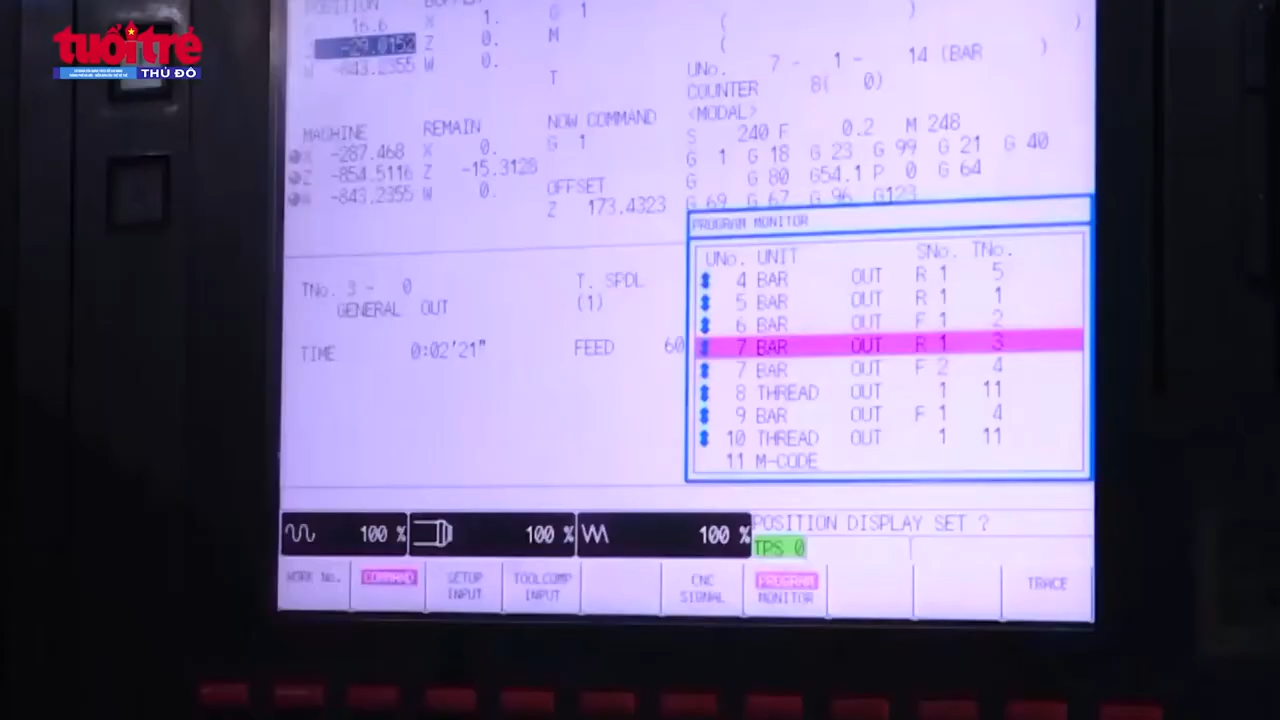 tuổi trẻ
THỦ ĐÔ
POSITION
16.6
-29.0152
W -843.2355
X 1.
Z 0.
W 0.
G 1
M
T
( )
( )
UNo. 7 - 1 - 14 (BAR )
COUNTER 8( 0)
<MODAL>
S 240 F 0.2 M 248
G 1 G 18 G 23 G 99 G 21 G 40
G G 80 G54.1 P 0 G 64
G 69 G 67 G 96 G123
MACHINE
X -287.468
Z -854.5116
W -843.2355
REMAIN
X 0.
Z -15.3128
W 0.
NOW COMMAND
G 1
OFFSET
Z 173.4323
TNo. 3 - 0
GENERAL OUT
T. SPDL
(1)
TIME 0:02'21"
FEED 60
PROGRAM MONITOR
UNo. UNIT SNo. TNo.
4 BAR OUT R 1 5
5 BAR OUT R 1 1
6 BAR OUT F 1 2
7 BAR OUT R 1 3
7 BAR OUT F 2 4
8 THREAD OUT 1 11
9 BAR OUT F 1 4
10 THREAD OUT 1 11
11 M-CODE
100 % 100 % 100 %
POSITION DISPLAY SET ?
TPS 0
WORK No.
COMMAND
SETUP
INPUT
TOOLCOMP
INPUT
CNC
SIGNAL
PROGRAM
MONITOR
TRACE